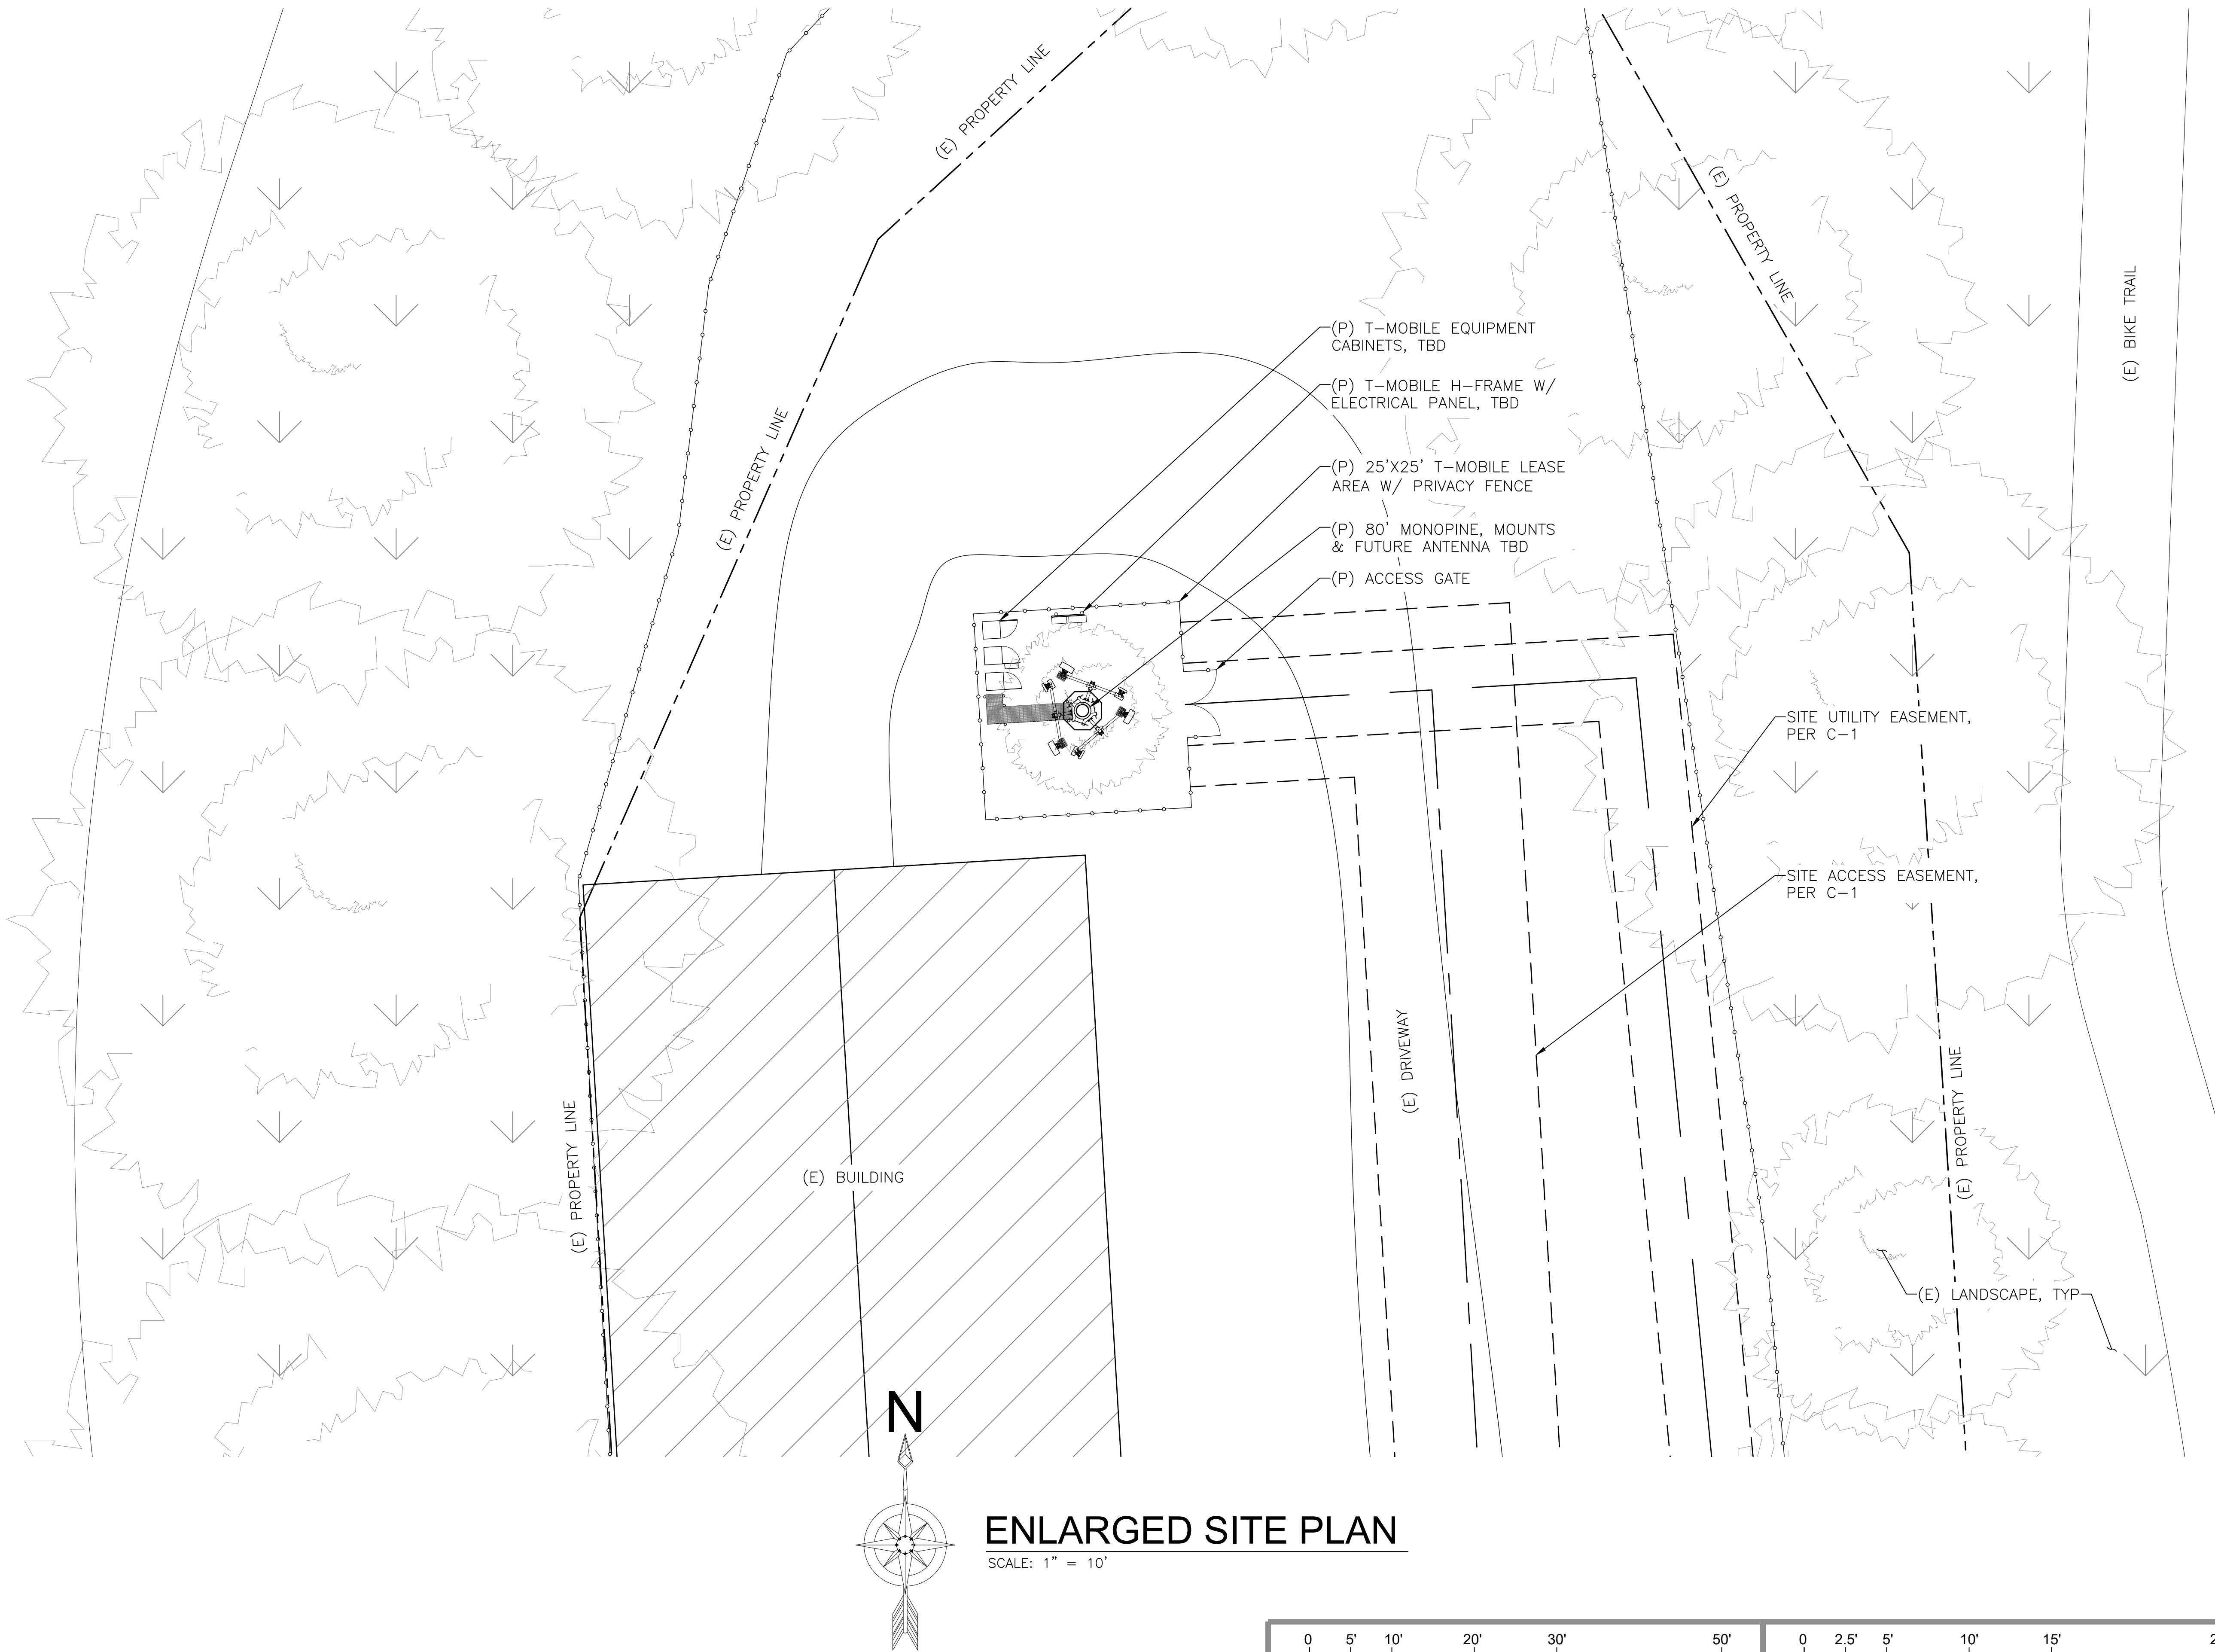 (E) PROPERTY LINE
(E) PROPERTY LINE
(E) BIKE TRAIL
(P) T-MOBILE EQUIPMENT
CABINETS, TBD
(P) T-MOBILE H-FRAME W/
ELECTRICAL PANEL, TBD
(E) PROPERTY LINE
(P) 25'X25' T-MOBILE LEASE
AREA W/ PRIVACY FENCE
(P) 80' MONOPINE, MOUNTS
& FUTURE ANTENNA TBD
(P) ACCESS GATE
SITE UTILITY EASEMENT,
PER C-1
SITE ACCESS EASEMENT,
PER C-1
(E) DRIVEWAY
(E) PROPERTY LINE
(E) PROPERTY LINE
(E) BUILDING
(E) LANDSCAPE, TYP
N
ENLARGED SITE PLAN
SCALE: 1" = 10'
0 5' 10' 20' 30' 50'
0 2.5' 5' 10' 15'